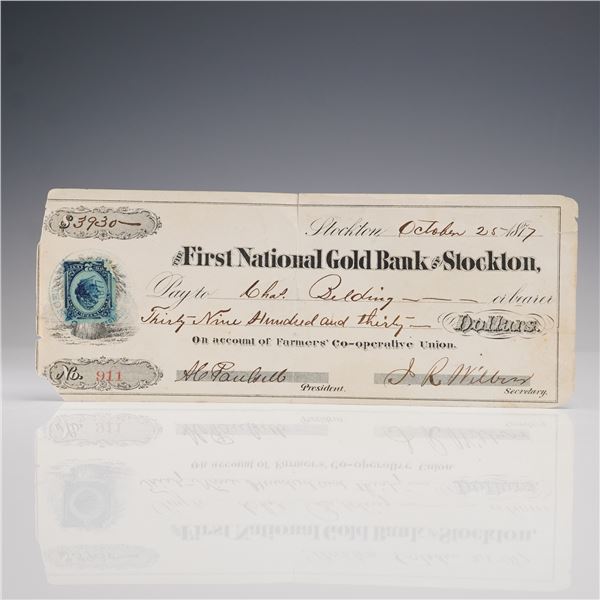 $3930—
Stockton October 25 1877
THE First National Gold Bank OF Stockton,
Pay to Chas. Belding — — — or bearer
Thirty Nine Hundred and thirty — Dollars.
On account of Farmers' Co-operative Union.
No. 911
President.
J. R. Wilbur
Secretary.